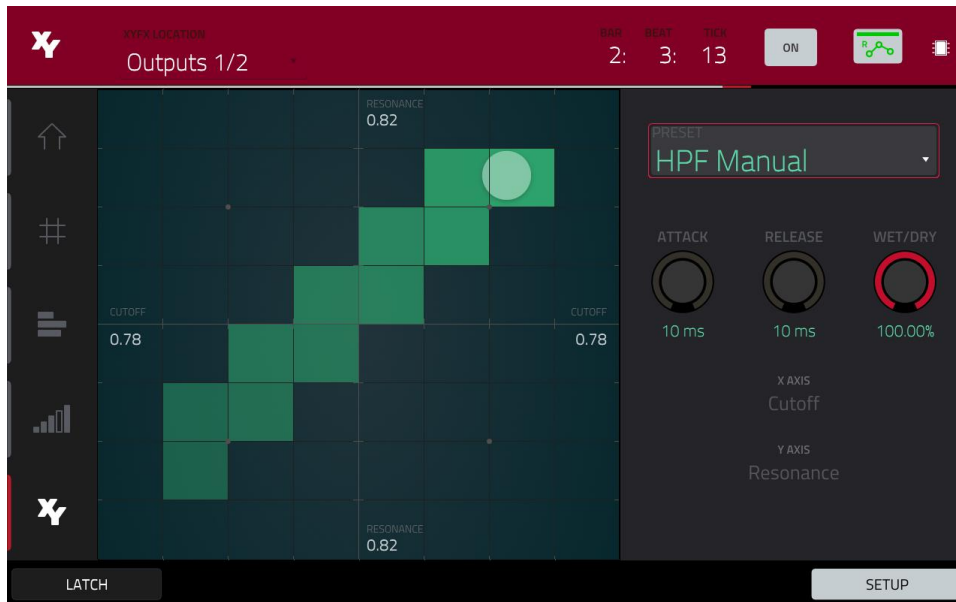 XY
XYFX LOCATION
Outputs 1/2
BAR BEAT TICK
2: 3: 13
ON
R
RESONANCE
0.82
CUTOFF
0.78
CUTOFF
0.78
RESONANCE
0.82
PRESET
HPF Manual
ATTACK RELEASE WET/DRY
10 ms 10 ms 100.00%
X AXIS
Cutoff
Y AXIS
Resonance
XY
LATCH
SETUP